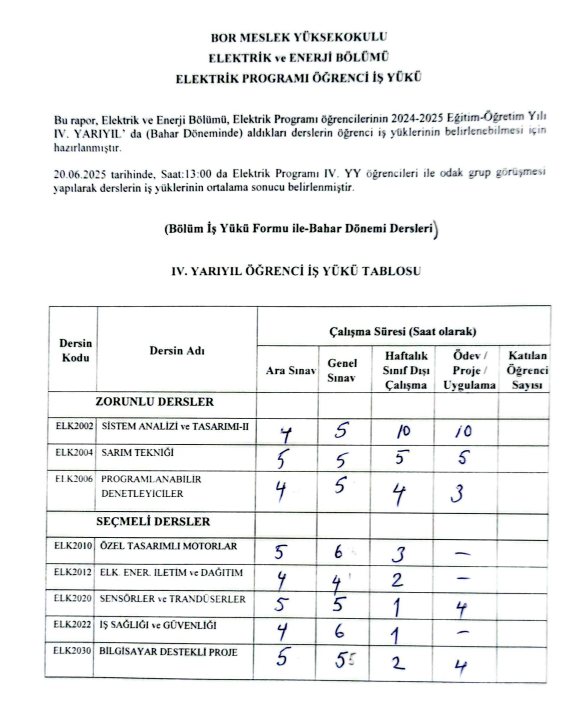 BOR MESLEK YÜKSEKOKULU
ELEKTRİK ve ENERJİ BÖLÜMÜ
ELEKTRİK PROGRAMI ÖĞRENCİ İŞ YÜKÜ
Bu rapor, Elektrik ve Enerji Bölümü, Elektrik Programı öğrencilerinin 2024-2025 Eğitim-Öğretim Yılı
IV. YARIYIL' da (Bahar Döneminde) aldıkları derslerin öğrenci iş yüklerinin belirlenebilmesi için
hazırlanmıştır.
20.06.2025 tarihinde, Saat:13:00 da Elektrik Programı IV. YY öğrencileri ile odak grup görüşmesi
yapılarak derslerin iş yüklerinin ortalama sonucu belirlenmiştir.
(Bölüm İş Yükü Formu ile-Bahar Dönemi Dersleri)
IV. YARIYIL ÖĞRENCİ İŞ YÜKÜ TABLOSU
Dersin Kodu Dersin Adı Çalışma Süresi (Saat olarak)
Ara Sınav Genel Sınav Haftalık Sınıf Dışı Çalışma Ödev / Proje / Uygulama Katılan Öğrenci Sayısı
ZORUNLU DERSLER
ELK2002 SİSTEM ANALİZİ ve TASARIMI-II 4 5 10 10
ELK2004 SARIM TEKNİĞİ 5 5 5 5
ELK2006 PROGRAMLANABİLİR DENETLEYİCİLER 4 5 4 3
SEÇMELİ DERSLER
ELK2010 ÖZEL TASARIMLI MOTORLAR 5 6 3 –
ELK2012 ELK. ENER. İLETİM ve DAĞITIM 4 4 2 –
ELK2020 SENSÖRLER ve TRANDÜSERLER 5 5 1 4
ELK2022 İŞ SAĞLIĞI ve GÜVENLİĞİ 4 6 1 –
ELK2030 BİLGİSAYAR DESTEKLİ PROJE 5 5 2 4